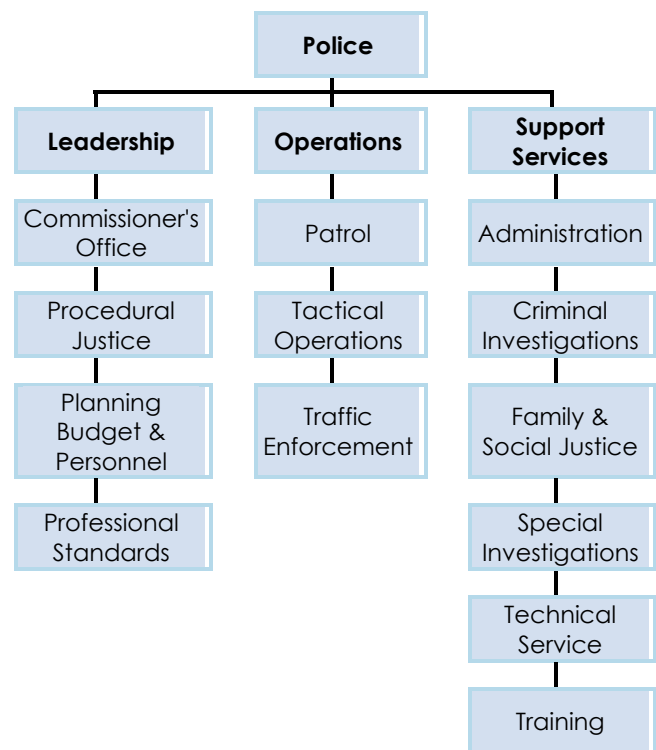 Police
Leadership
Commissioner's
Office
Procedural
Justice
Planning
Budget &
Personnel
Professional
Standards
Operations
Patrol
Tactical
Operations
Traffic
Enforcement
Support
Services
Administration
Criminal
Investigations
Family &
Social Justice
Special
Investigations
Technical
Service
Training